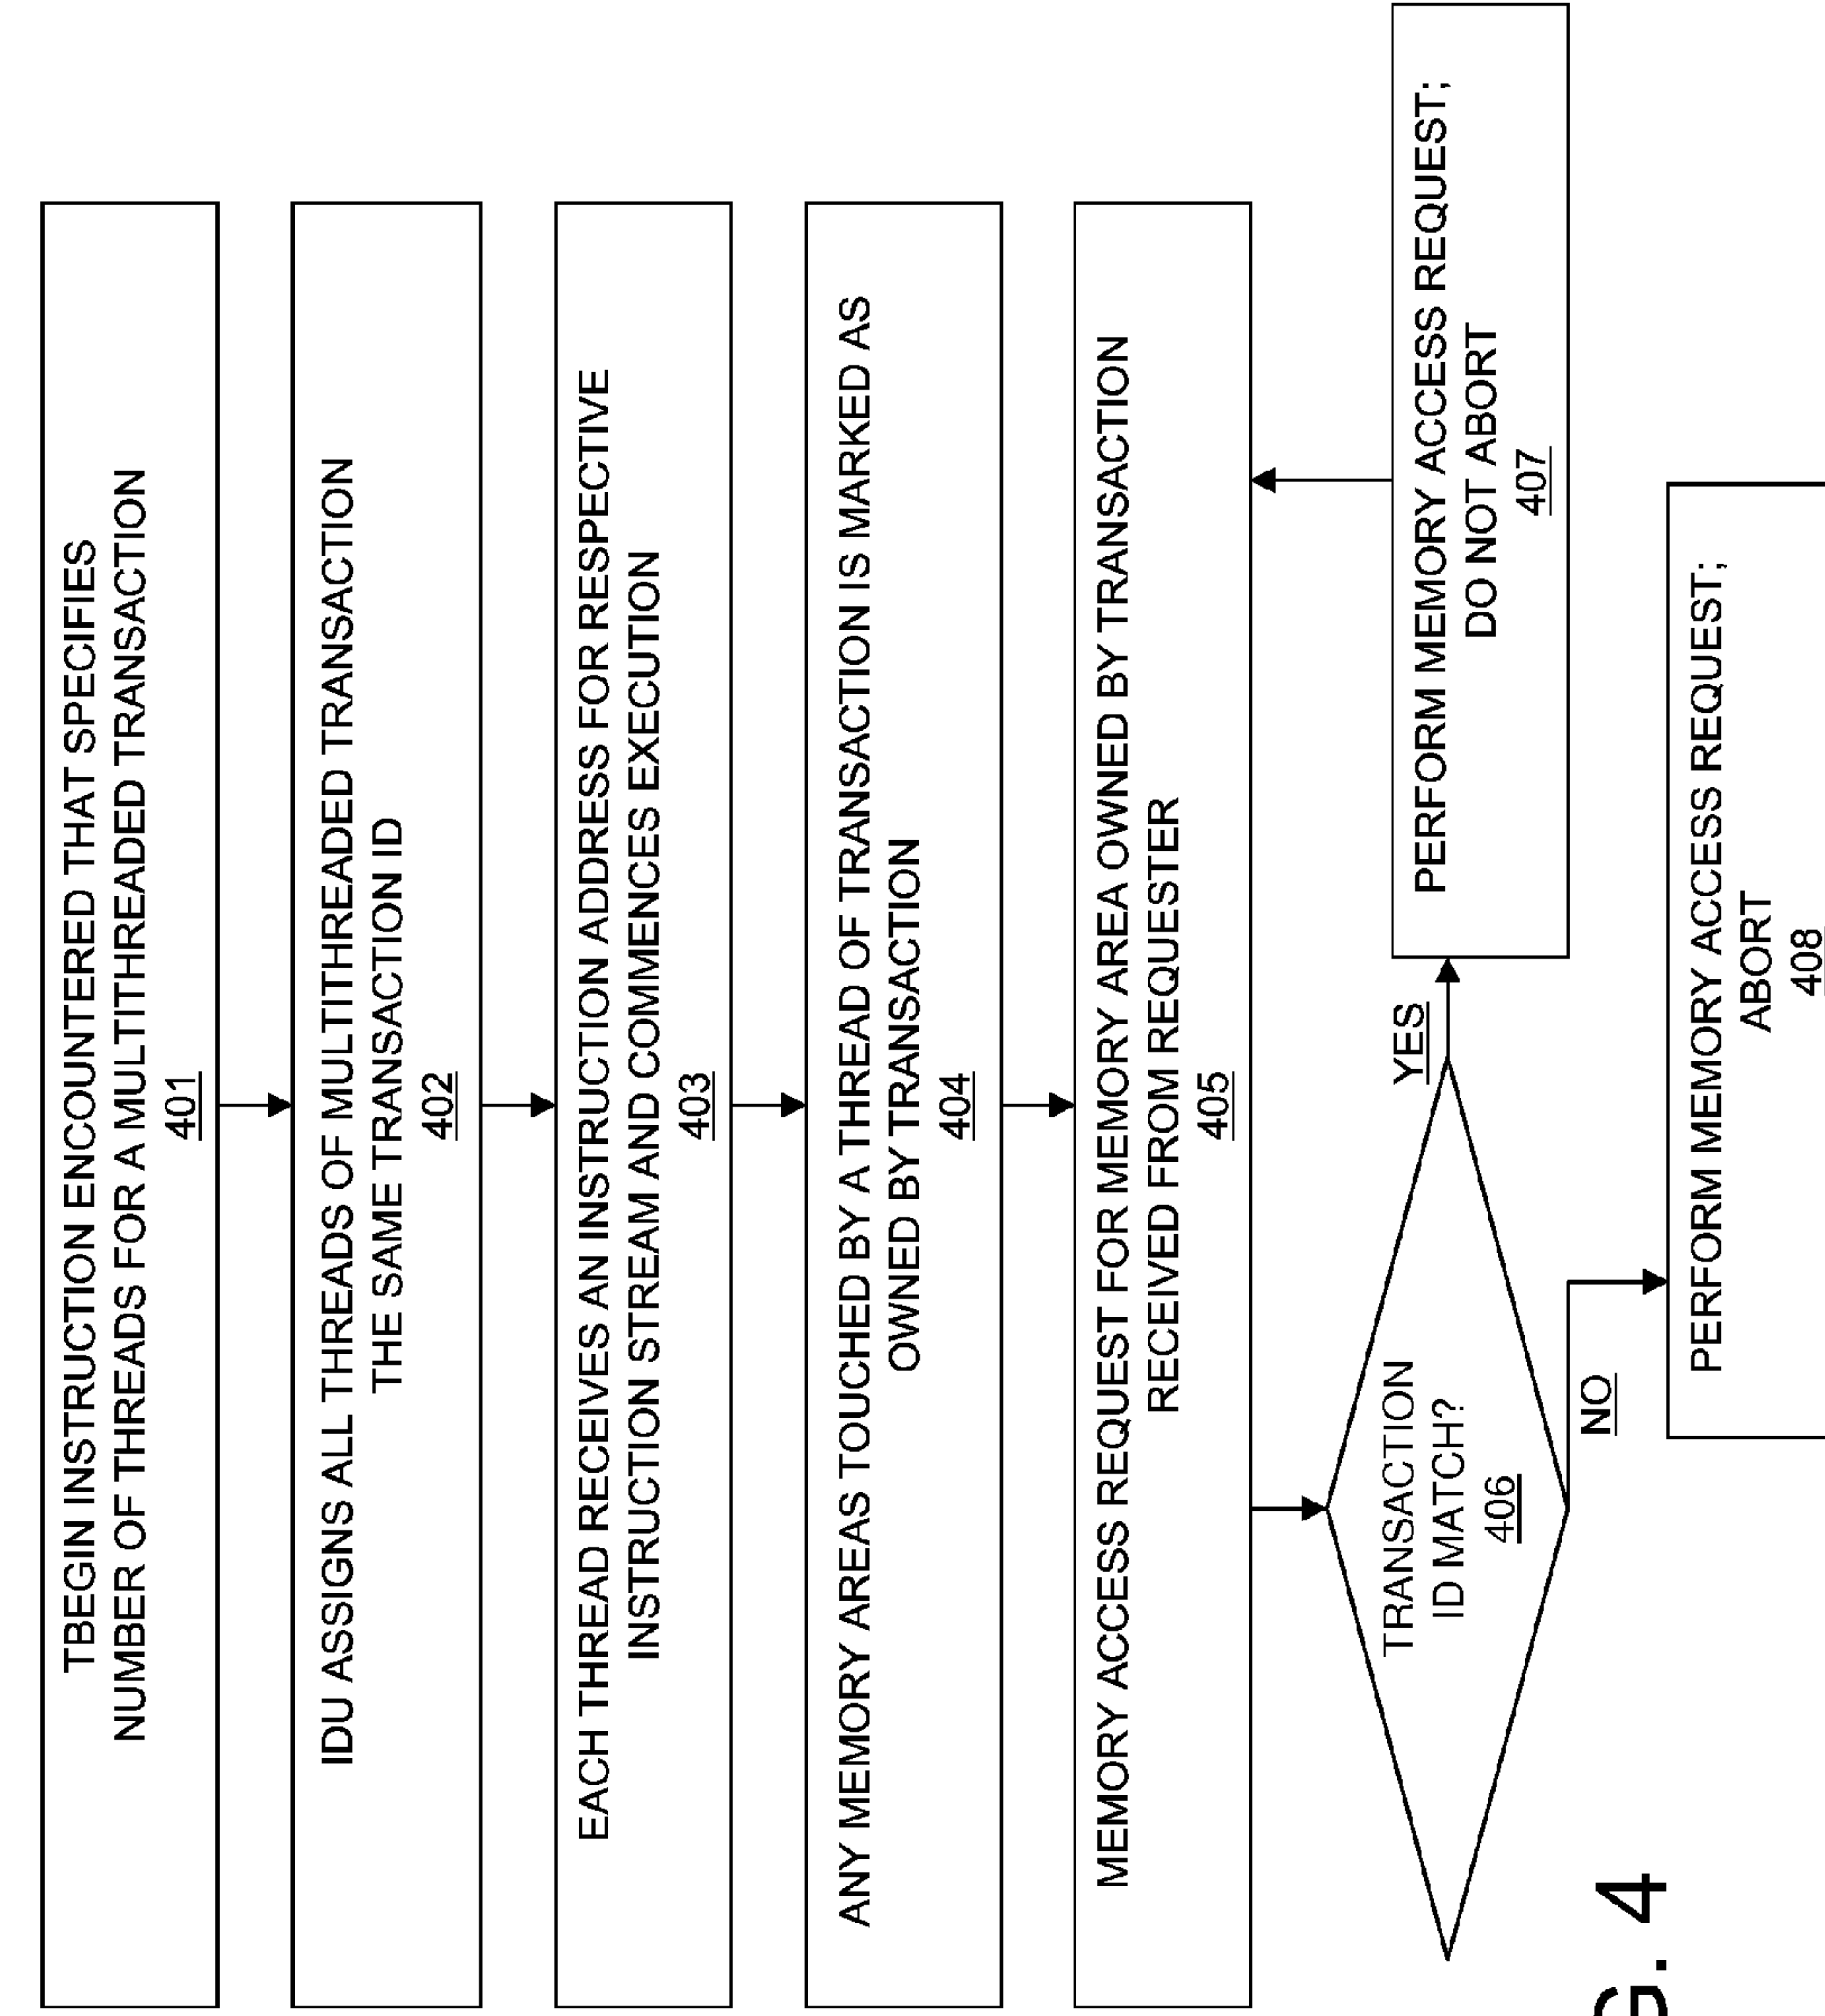 TBEGIN INSTRUCTION ENCOUNTERED THAT SPECIFIES
NUMBER OF THREADS FOR A MULTITHREADED TRANSACTION
401
IDU ASSIGNS ALL THREADS OF MULTITHREADED TRANSACTION
THE SAME TRANSACTION ID
402
EACH THREAD RECEIVES AN INSTRUCTION ADDRESS FOR RESPECTIVE
INSTRUCTION STREAM AND COMMENCES EXECUTION
403
ANY MEMORY AREAS TOUCHED BY A THREAD OF TRANSACTION IS MARKED AS
OWNED BY TRANSACTION
404
MEMORY ACCESS REQUEST FOR MEMORY AREA OWNED BY TRANSACTION
RECEIVED FROM REQUESTER
405
TRANSACTION
ID MATCH?
406
YES
PERFORM MEMORY ACCESS REQUEST;
DO NOT ABORT
407
NO
PERFORM MEMORY ACCESS REQUEST;
ABORT
408
G. 4